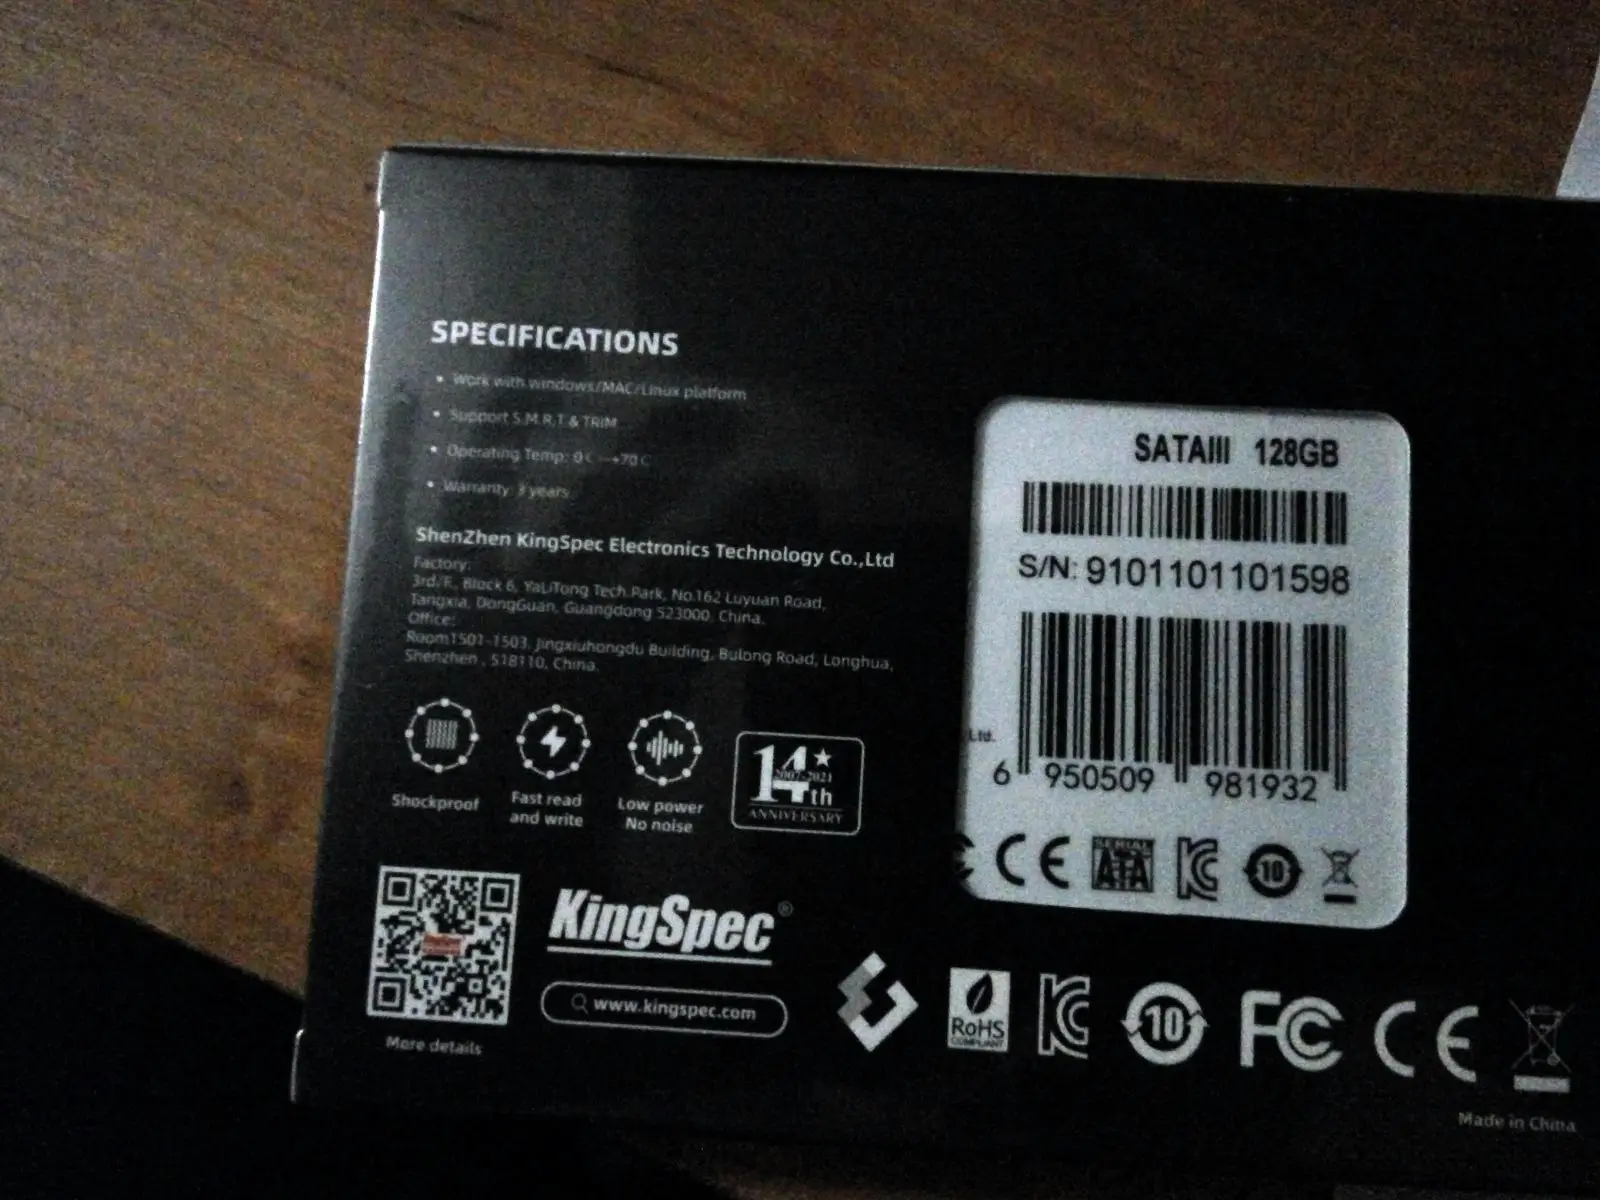 SPECIFICATIONS
• Work with windows/MAC/Linux platform
• Support S.M.R.T & TRIM
• Operating Temp: 0 C ~+70 C
• Warranty: 3 years
ShenZhen KingSpec Electronics Technology Co.,Ltd
Factory:
3rd/F., Block 6, YaLiTong Tech.Park, No.162 Luyuan Road,
Tangxia, DongGuan, Guangdong 523000, China.
Office:
Room1501-1503, Jingxiuhongdu Building, Bulong Road, Longhua,
Shenzhen , 518110, China.
Shockproof
Fast read
and write
Low power
No noise
14th
2007-2021
ANNIVERSARY
More details
KingSpec®
www.kingspec.com
SATAIII 128GB
S/N: 9101101101598
Ltd.
6 950509 981932
CE
SERIAL
ATA
10
RoHS
COMPLIANT
10
FC
CE
Made in China